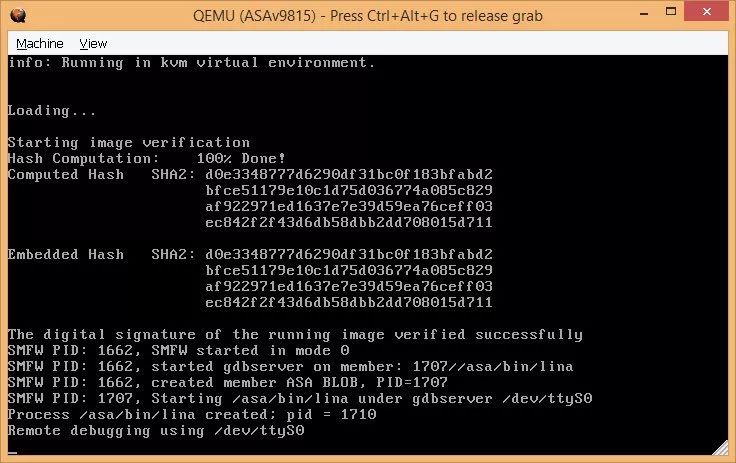 QEMU (ASAv9815) - Press Ctrl+Alt+G to release grab
Machine View
info: Running in kvm virtual environment.
Loading...
Starting image verification
Hash Computation: 100% Done!
Computed Hash SHA2: d0e3348777d6290df31bc0f183bfabd2
bfce51179e10c1d75d036774a085c829
af922971ed1637e7e39d59ea76ceff03
ec842f2f43d6db58dbb2dd708015d711
Embedded Hash SHA2: d0e3348777d6290df31bc0f183bfabd2
bfce51179e10c1d75d036774a085c829
af922971ed1637e7e39d59ea76ceff03
ec842f2f43d6db58dbb2dd708015d711
The digital signature of the running image verified successfully
SMFW PID: 1662, SMFW started in mode 0
SMFW PID: 1662, started gdbserver on member: 1707//asa/bin/lina
SMFW PID: 1662, created member ASA BLOB, PID=1707
SMFW PID: 1707, Starting /asa/bin/lina under gdbserver /dev/ttyS0
Process /asa/bin/lina created; pid = 1710
Remote debugging using /dev/ttyS0